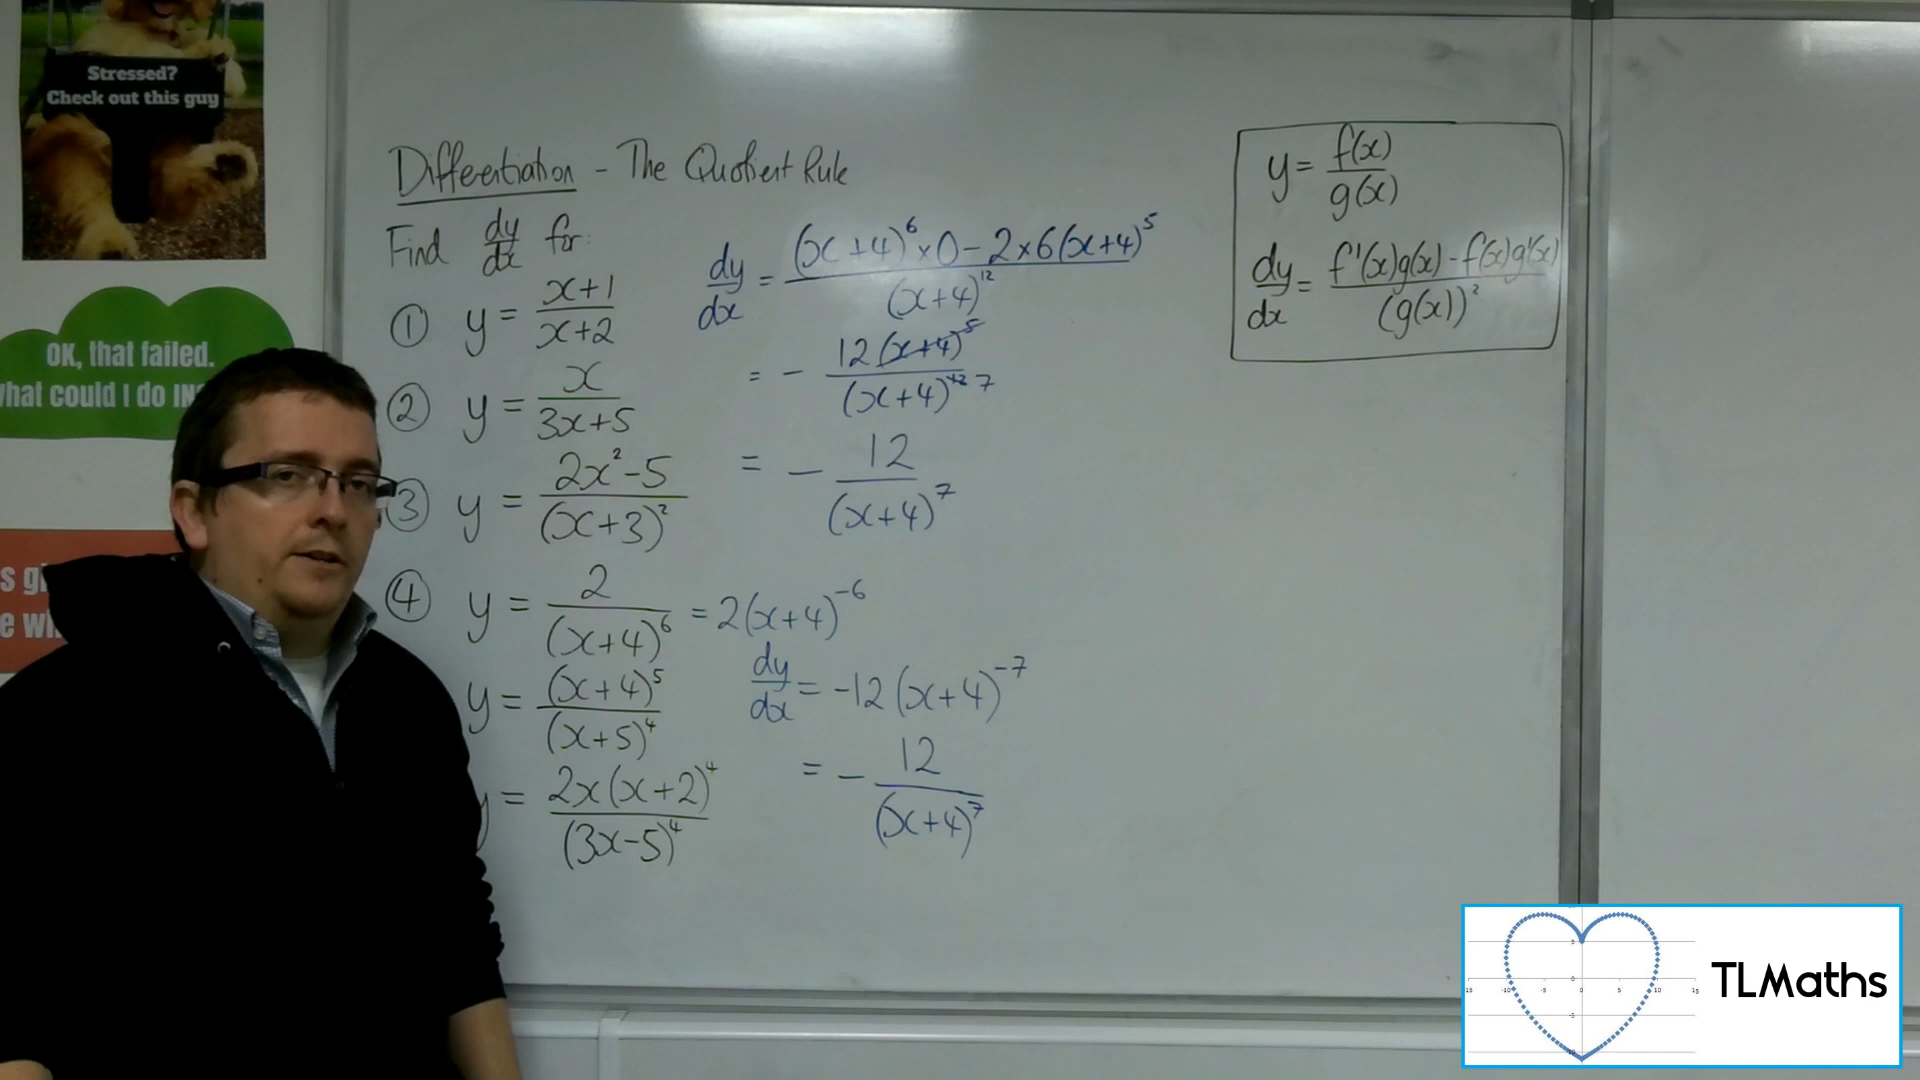 Stressed?
Check out this guy
OK, that failed.
What could I do
Differentiation - The Quotient Rule
Find dy/dx for:
① y = (x+1)/(x+2)
② y = x/(3x+5)
③ y = (2x²-5)/(x+3)²
④ y = 2/(x+4)⁶ = 2(x+4)⁻⁶
dy/dx = -12(x+4)⁻⁷
= - 12/(x+4)⁷
y = (x+4)⁵/(x+5)⁴
y = 2x(x+2)⁴/(3x-5)⁴
dy/dx = ((x+4)⁶×0 - 2×6(x+4)⁵)/(x+4)¹²
= - 12(x+4)⁵/(x+4)¹² 7
= - 12/(x+4)⁷
y = f(x)/g(x)
dy/dx = (f'(x)g(x) - f(x)g'(x))/(g(x))²
TLMaths